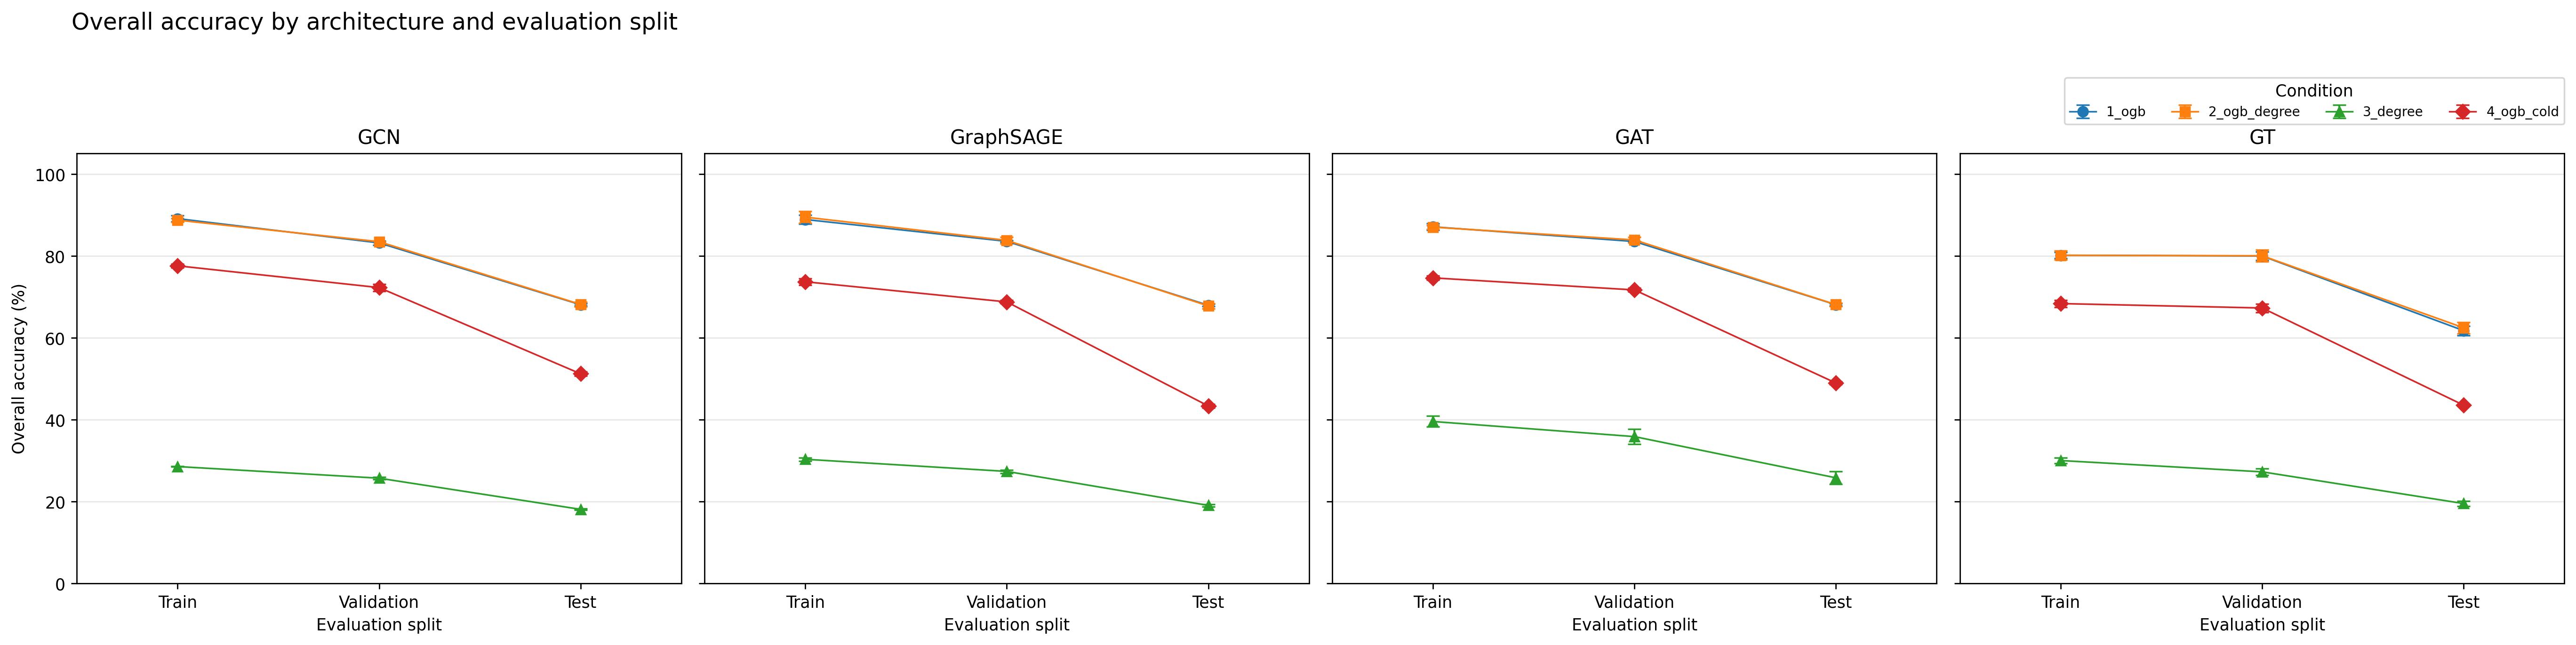 Overall accuracy by architecture and evaluation split
Condition
1_ogb 2_ogb_degree 3_degree 4_ogb_cold
GCN GraphSAGE GAT GT
Overall accuracy (%)
100
80
60
40
20
0
Train Validation Test Train Validation Test Train Validation Test Train Validation Test
Evaluation split Evaluation split Evaluation split Evaluation split